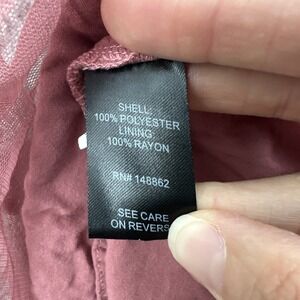 SHELL:
100% POLYESTER
LINING
100% RAYON
RN# 148862
SEE CARE
ON REVERS